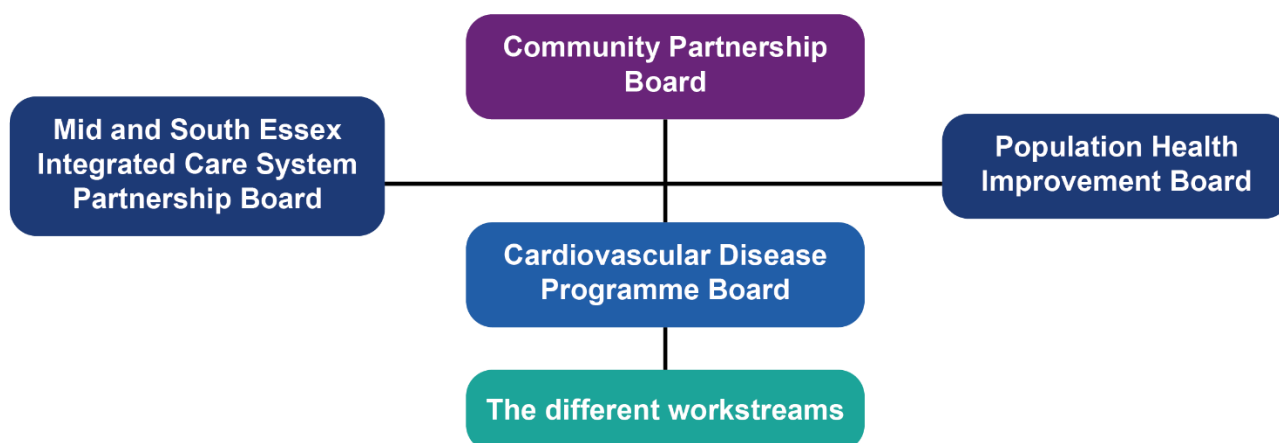 Community Partnership
Board
Mid and South Essex
Integrated Care System
Partnership Board
Population Health
Improvement Board
Cardiovascular Disease
Programme Board
The different workstreams